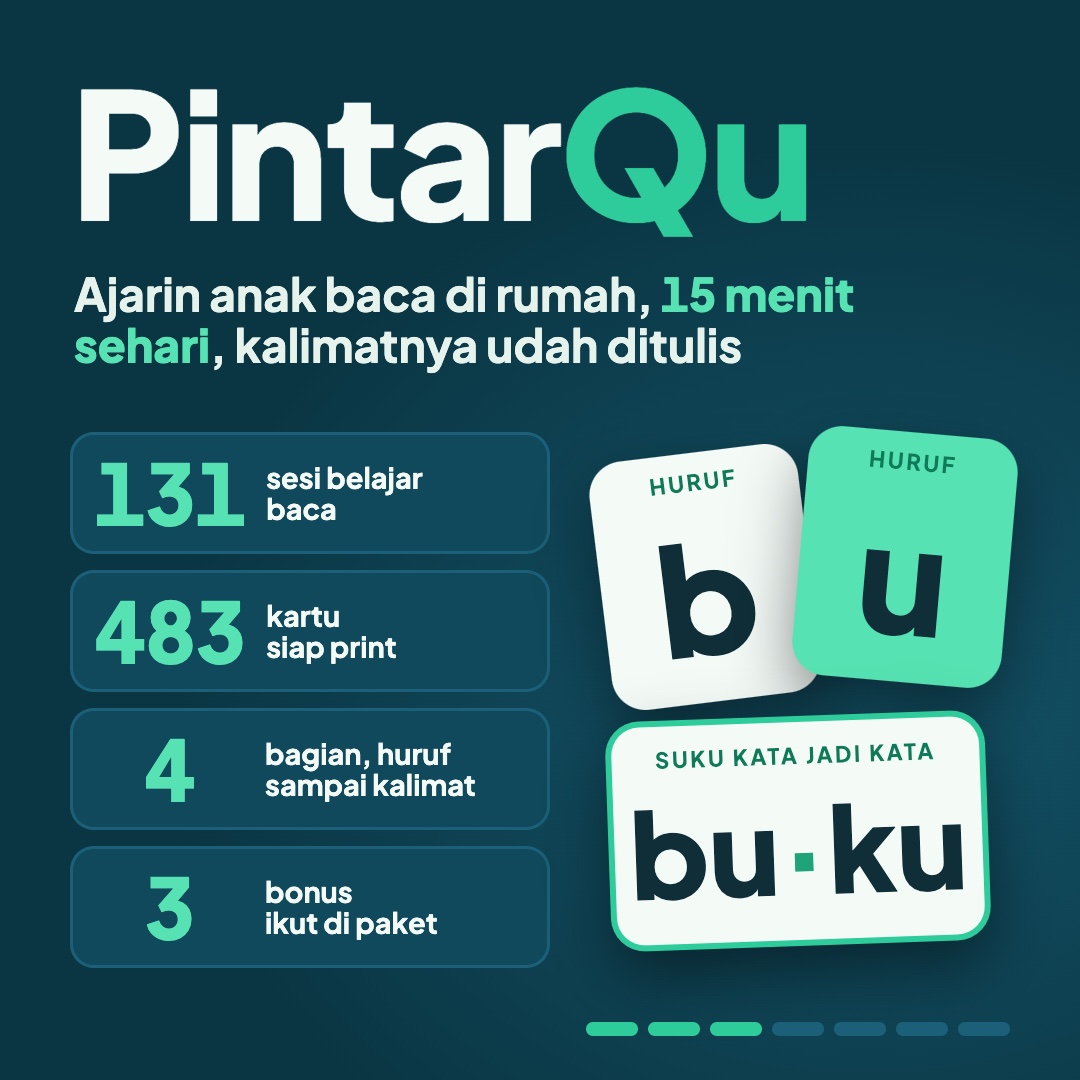 PintarQu
Ajarin anak baca di rumah, 15 menit
sehari, kalimatnya udah ditulis
131
sesi belajar
baca
483
kartu
siap print
4
bagian, huruf
sampai kalimat
3
bonus
ikut di paket
HURUF
b
HURUF
u
SUKU KATA JADI KATA
bu·ku